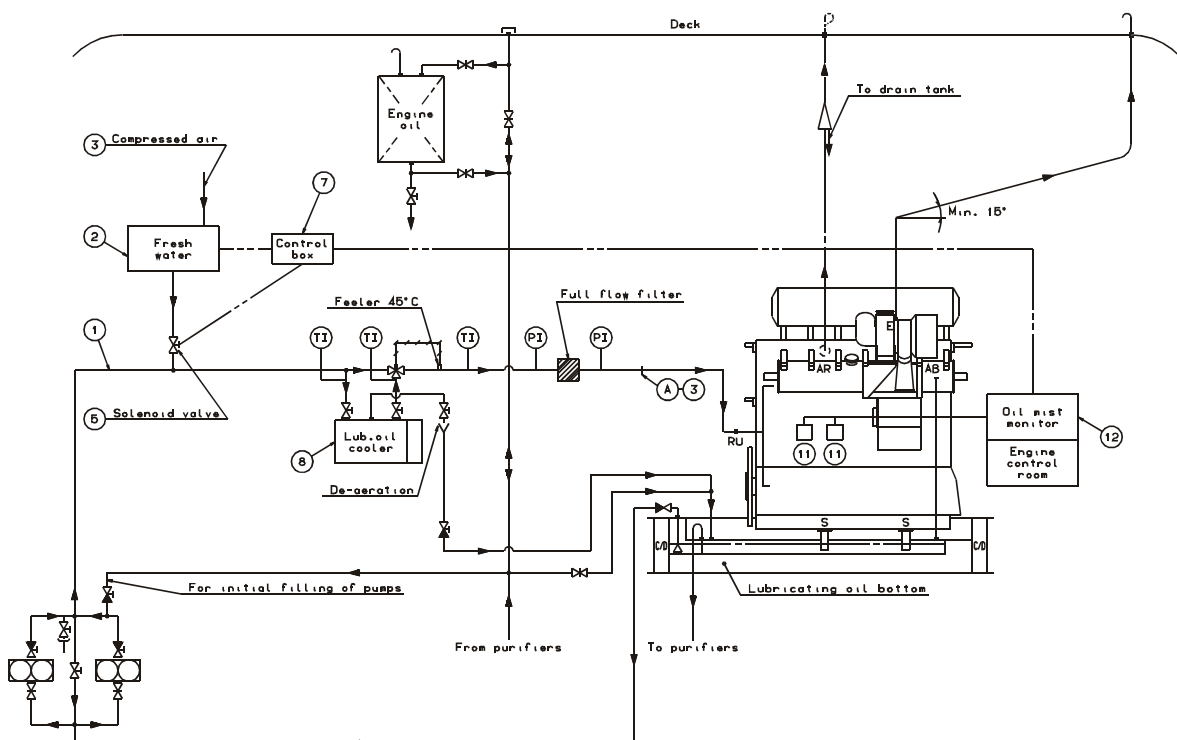 Deck
To drain tank
Engine
oil
3
Compressed air
7
Min. 15°
2
Fresh
water
Control
box
Feeler 45°C
Full flow filter
1
TI
TI
TI
PI
PI
E
AR
AB
A
3
5
Solenoid valve
RU
11
11
Oil mist
monitor
12
8
Lub.oil
cooler
Engine
control
room
De-aeration
S
S
C/D
C/D
For initial filling of pumps
Lubricating oil bottom
From purifiers
To purifiers